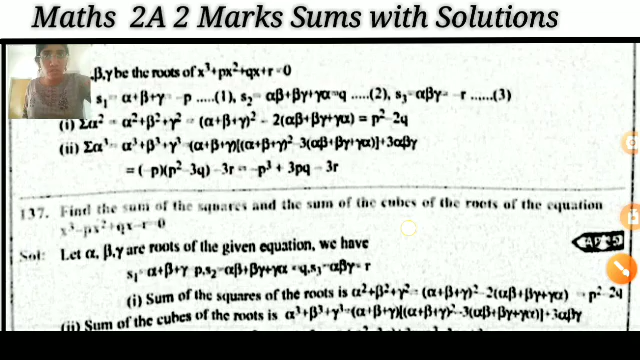 Maths 2A 2 Marks Sums with Solutions
,β,γ be the roots of x³+px²+qx+r=0
s₁= α+β+γ= -p .....(1), s₂= αβ+βγ+γα=q .....(2), s₃=αβγ= -r ......(3)
(i) Σα² = α²+β²+γ² = (α+β+γ)² - 2(αβ+βγ+γα) = p²-2q
(ii) Σα³ = α³+β³+γ³=(α+β+γ)[(α+β+γ)²-3(αβ+βγ+γα)]+3αβγ
= (-p)(p²-3q) -3r = -p³ + 3pq - 3r
137. Find the sum of the squares and the sum of the cubes of the roots of the equation
x³-px²+qx-r=0
Sol: Let α, β,γ are roots of the given equation, we have
s₁= α+β+γ=p,s₂=αβ+βγ+γα =q,s₃=αβγ= r
(i) Sum of the squares of the roots is α²+β²+γ²= (α+β+γ)²-2(αβ+βγ+γα) = p²-2q
(ii) Sum of the cubes of the roots is α³+β³+γ³=(α+β+γ)[(α+β+γ)²-3(αβ+βγ+γα)]+3αβγ